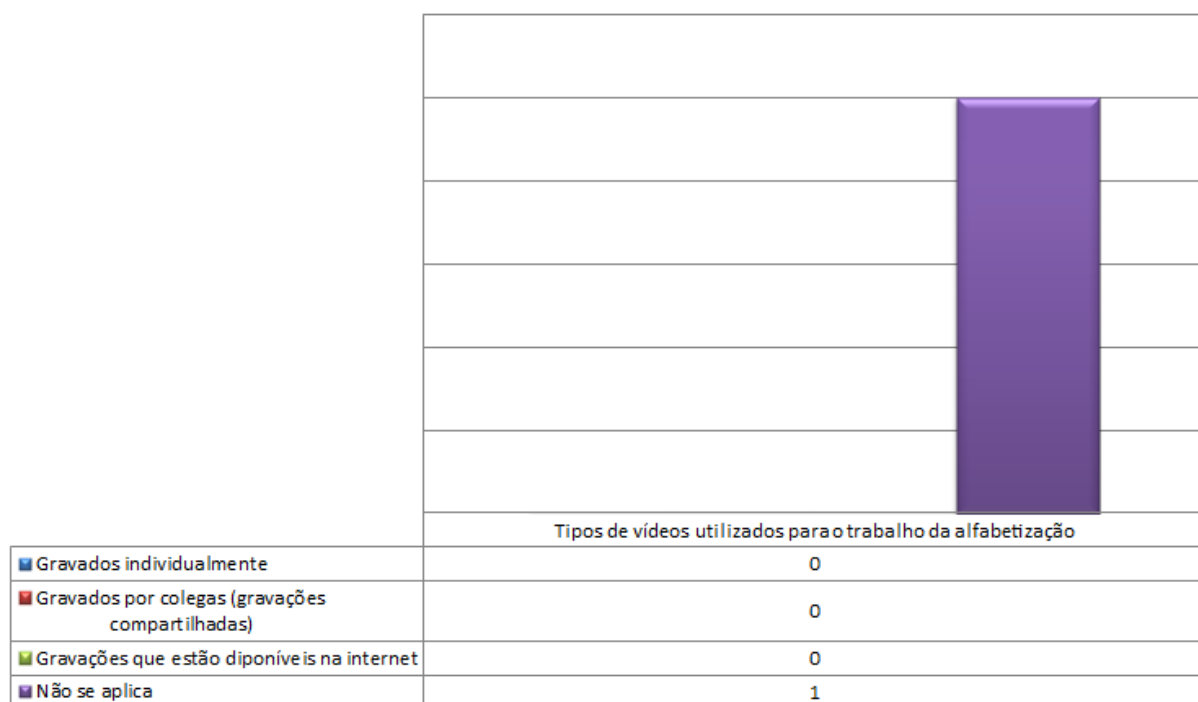 Tipos de vídeos utilizados para o trabalho da alfabetização
Gravados individualmente 0
Gravados por colegas (gravações
compartilhadas) 0
Gravações que estão diponíveis na internet 0
Não se aplica 1